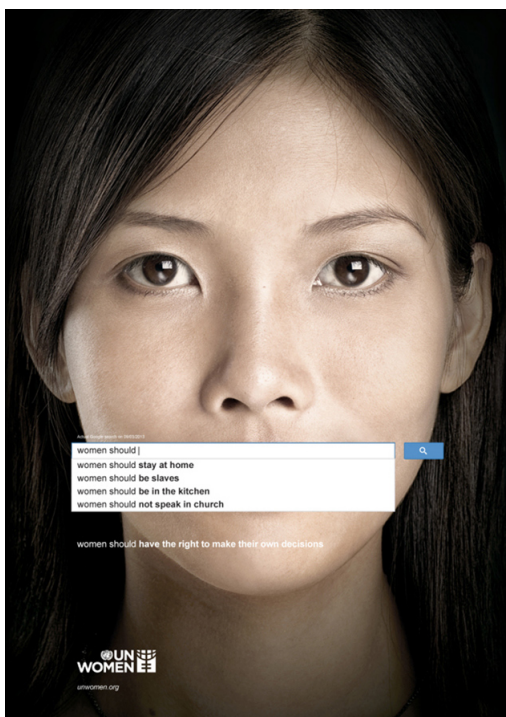 women should
women should stay at home
women should be slaves
women should be in the kitchen
women should not speak in church
women should have the right to make their own decisions
UN
WOMEN
unwomen.org